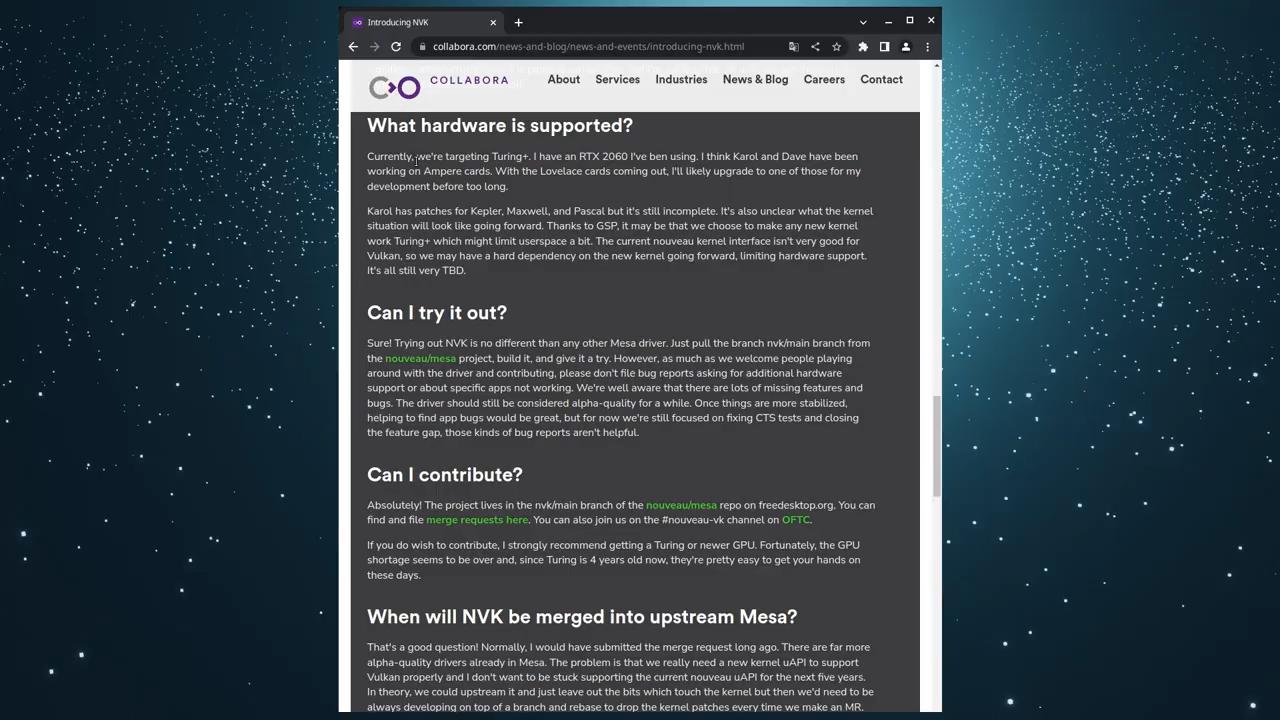 Introducing NVK
collabora.com/news-and-blog/news-and-events/introducing-nvk.html
COLLABORA
About Services Industries News & Blog Careers Contact
What hardware is supported?
Currently, we're targeting Turing+. I have an RTX 2060 I've ben using. I think Karol and Dave have been
working on Ampere cards. With the Lovelace cards coming out, I'll likely upgrade to one of those for my
development before too long.
Karol has patches for Kepler, Maxwell, and Pascal but it's still incomplete. It's also unclear what the kernel
situation will look like going forward. Thanks to GSP, it may be that we choose to make any new kernel
work Turing+ which might limit userspace a bit. The current nouveau kernel interface isn't very good for
Vulkan, so we may have a hard dependency on the new kernel going forward, limiting hardware support.
It's all still very TBD.
Can I try it out?
Sure! Trying out NVK is no different than any other Mesa driver. Just pull the branch nvk/main branch from
the nouveau/mesa project, build it, and give it a try. However, as much as we welcome people playing
around with the driver and contributing, please don't file bug reports asking for additional hardware
support or about specific apps not working. We're well aware that there are lots of missing features and
bugs. The driver should still be considered alpha-quality for a while. Once things are more stabilized,
helping to find app bugs would be great, but for now we're still focused on fixing CTS tests and closing
the feature gap, those kinds of bug reports aren't helpful.
Can I contribute?
Absolutely! The project lives in the nvk/main branch of the nouveau/mesa repo on freedesktop.org. You can
find and file merge requests here. You can also join us on the #nouveau-vk channel on OFTC.
If you do wish to contribute, I strongly recommend getting a Turing or newer GPU. Fortunately, the GPU
shortage seems to be over and, since Turing is 4 years old now, they're pretty easy to get your hands on
these days.
When will NVK be merged into upstream Mesa?
That's a good question! Normally, I would have submitted the merge request long ago. There are far more
alpha-quality drivers already in Mesa. The problem is that we really need a new kernel uAPI to support
Vulkan properly and I don't want to be stuck supporting the current nouveau uAPI for the next five years.
In theory, we could upstream it and just leave out the bits which touch the kernel but then we'd need to be
always developing on top of a branch and rebase to drop the kernel patches every time we make an MR.